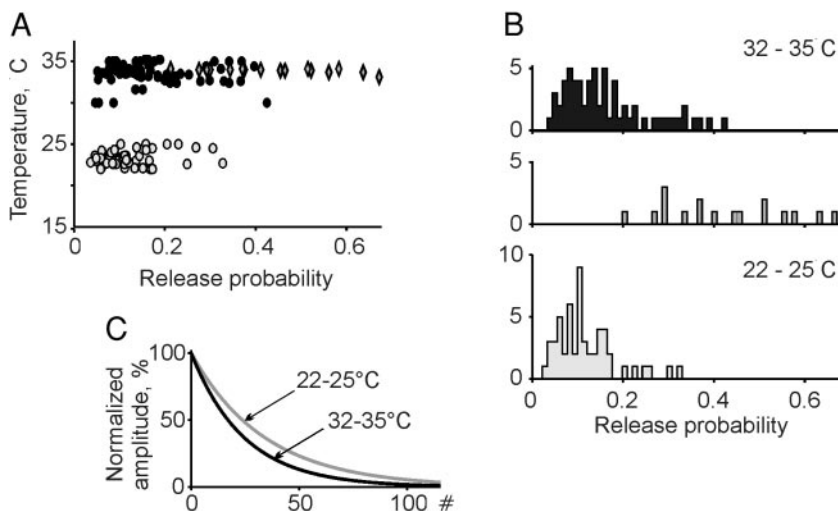 A
Temperature, °C
35
25
15
0
0.2
0.4
0.6
Release probability
B
32 - 35°C
5
0
5
0
22 - 25°C
10
5
0
0
0.2
0.4
0.6
Release probability
C
Normalized
amplitude, %
100
50
0
22-25°C
32-35°C
0
50
100 #